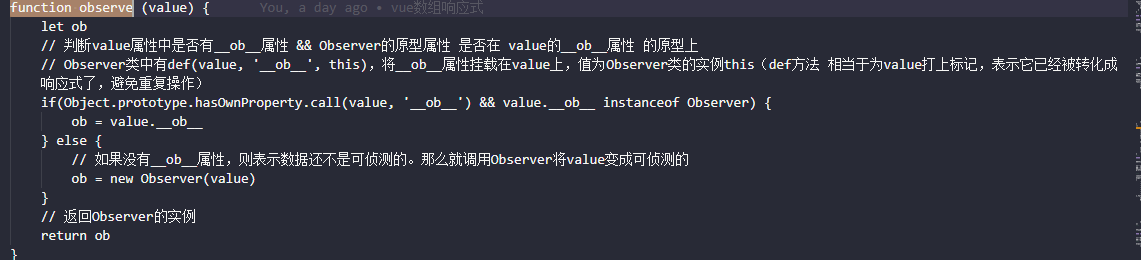 function observe (value) {    You, a day ago • vue数组响应式
let ob
// 判断value属性中是否有__ob__属性 && Observer的原型属性 是否在 value的__ob__属性 的原型上
// Observer类中有def(value, '__ob__', this)，将__ob__属性挂载在value上，值为Observer类的实例this（def方法 相当于为value打上标记，表示它已经被转化成
响应式了，避免重复操作）
if(Object.prototype.hasOwnProperty.call(value, '__ob__') && value.__ob__ instanceof Observer) {
ob = value.__ob__
} else {
// 如果没有__ob__属性，则表示数据还不是可侦测的。那么就调用Observer将value变成可侦测的
ob = new Observer(value)
}
// 返回Observer的实例
return ob
}